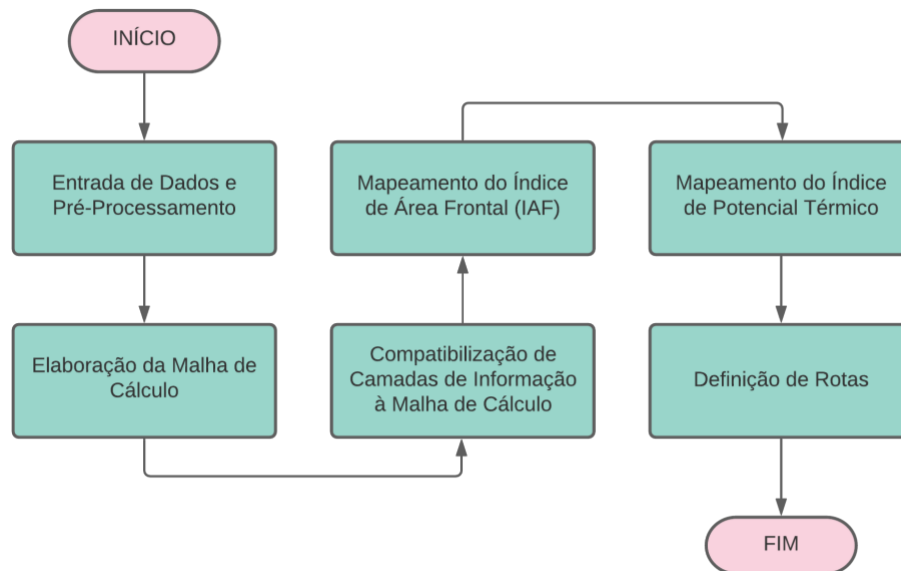 INÍCIO
Entrada de Dados e
Pré-Processamento
Elaboração da Malha de
Cálculo
Compatibilização de
Camadas de Informação
à Malha de Cálculo
Mapeamento do Índice
de Área Frontal (IAF)
Mapeamento do Índice
de Potencial Térmico
Definição de Rotas
FIM